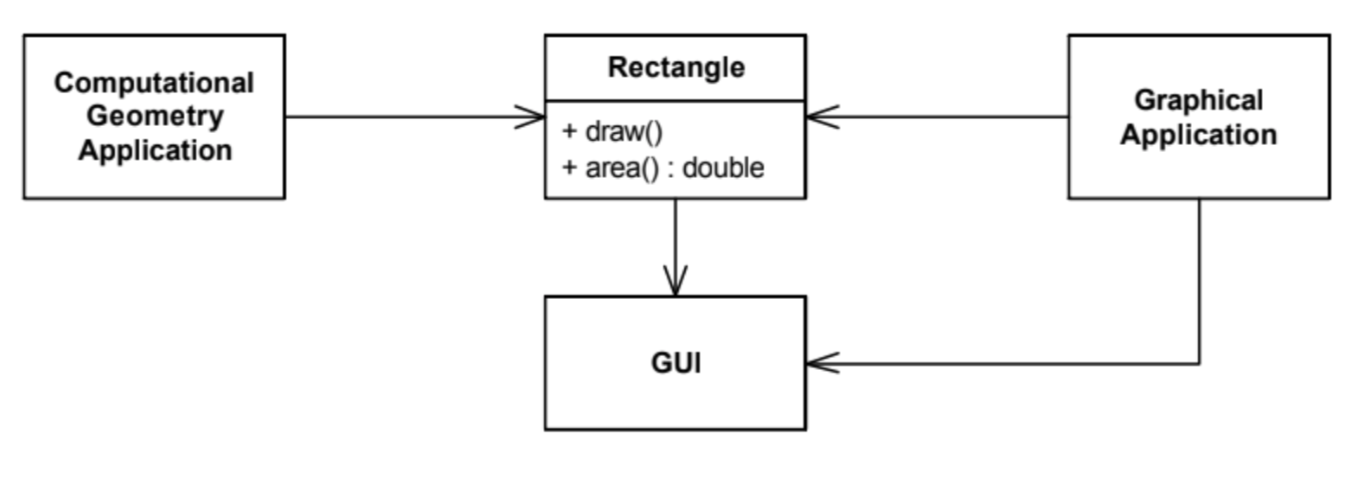 Computational
Geometry
Application
Rectangle
+ draw()
+ area() : double
Graphical
Application
GUI